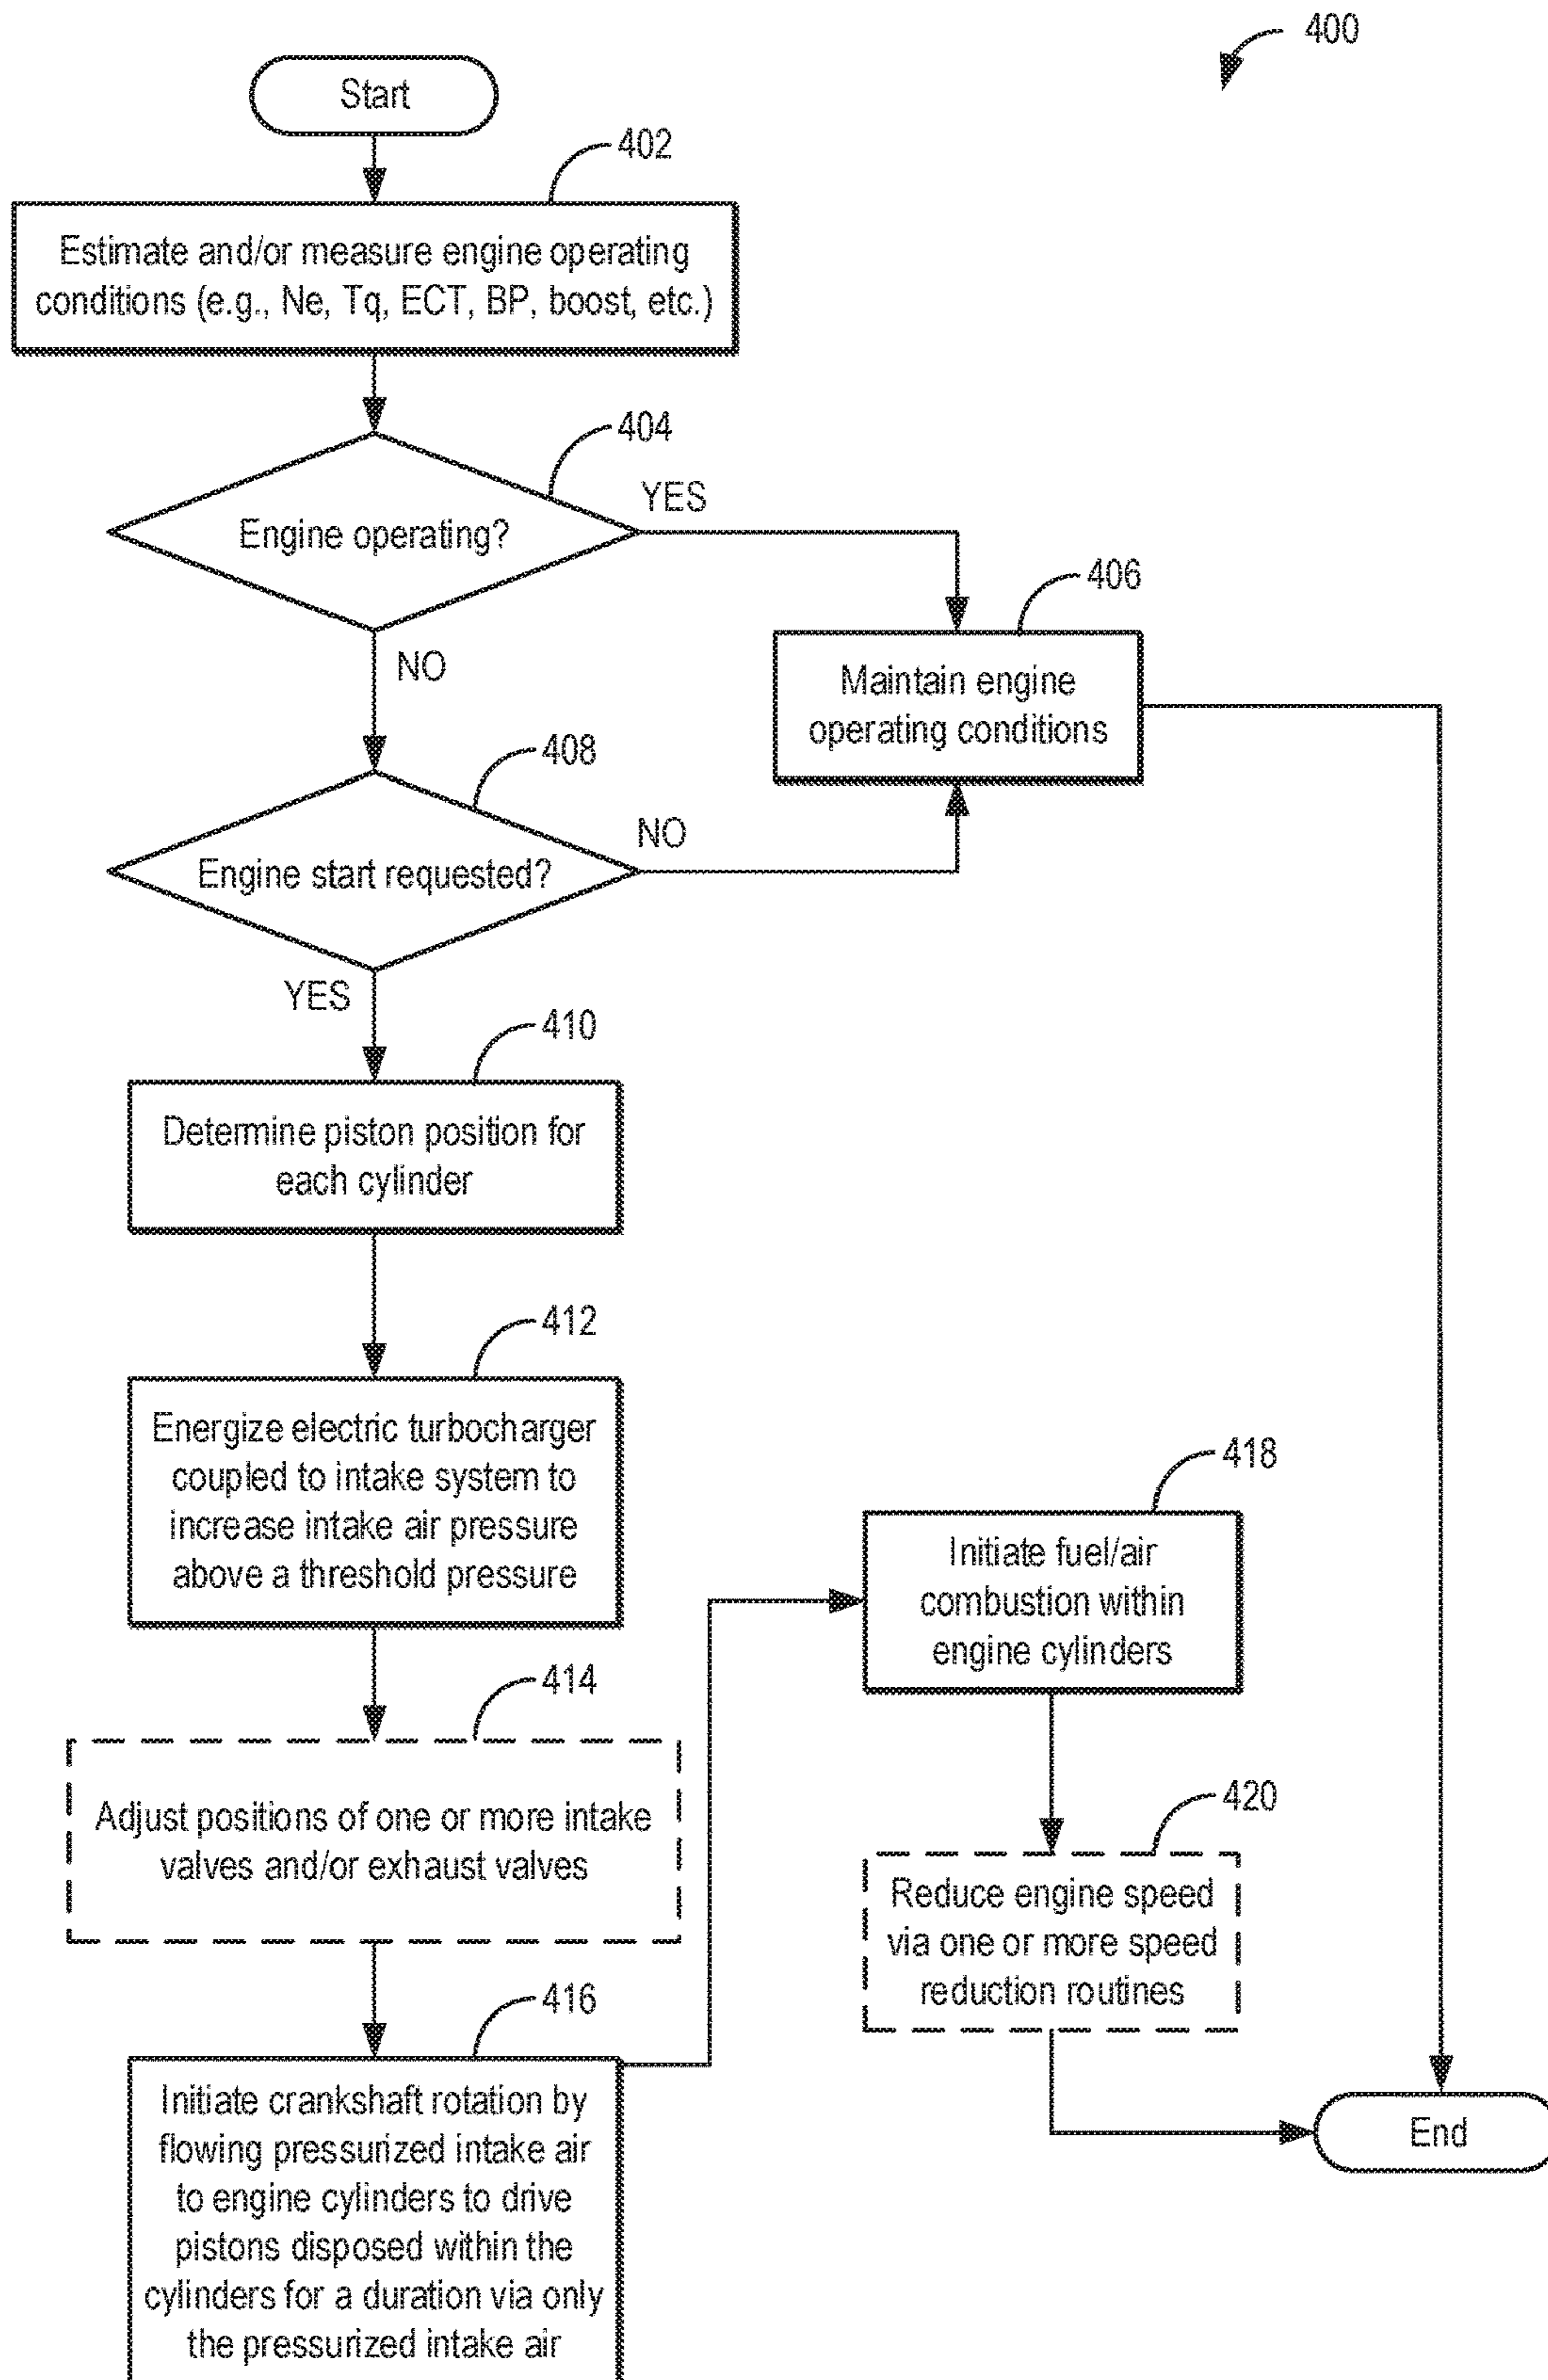 400
Start
402
Estimate and/or measure engine operating
conditions (e.g., Ne, Tq, ECT, BP, boost, etc.)
404
YES
Engine operating?
406
NO
Maintain engine
operating conditions
408
NO
Engine start requested?
YES
410
Determine piston position for
each cylinder
412
Energize electric turbocharger
coupled to intake system to
increase intake air pressure
above a threshold pressure
414
Adjust positions of one or more intake
valves and/or exhaust valves
416
Initiate crankshaft rotation by
flowing pressurized intake air
to engine cylinders to drive
pistons disposed within the
cylinders for a duration via only
the pressurized intake air
418
Initiate fuel/air
combustion within
engine cylinders
420
Reduce engine speed
via one or more speed
reduction routines
End